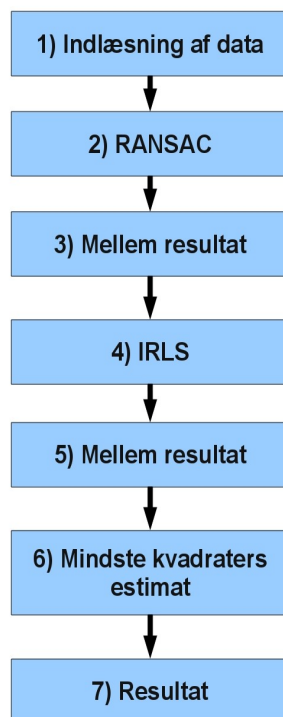 1) Indlæsning af data
2) RANSAC
3) Mellem resultat
4) IRLS
5) Mellem resultat
6) Mindste kvadraters
estimat
7) Resultat